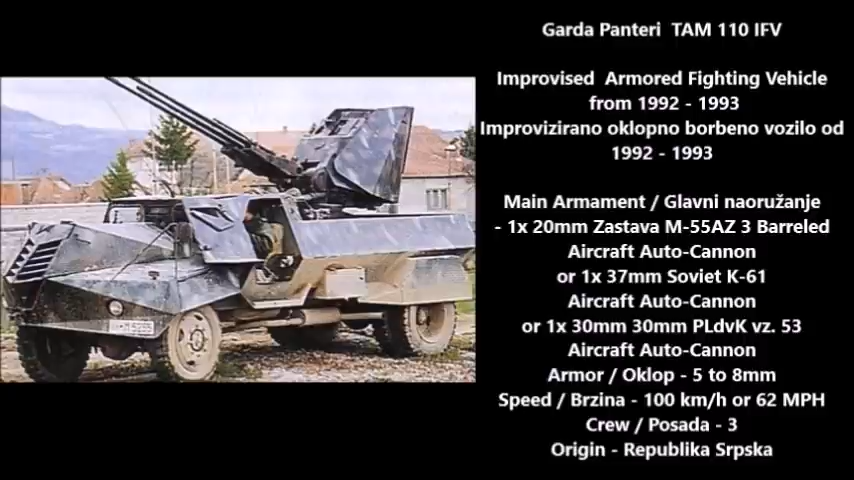 Garda Panteri TAM 110 IFV
Improvised Armored Fighting Vehicle
from 1992 - 1993
Improvizirano oklopno borbeno vozilo od
1992 - 1993
Main Armament / Glavni naoružanje
- 1x 20mm Zastava M-55AZ 3 Barreled
Aircraft Auto-Cannon
or 1x 37mm Soviet K-61
Aircraft Auto-Cannon
or 1x 30mm 30mm PLdvK vz. 53
Aircraft Auto-Cannon
Armor / Oklop - 5 to 8mm
Speed / Brzina - 100 km/h or 62 MPH
Crew / Posada - 3
Origin - Republika Srpska